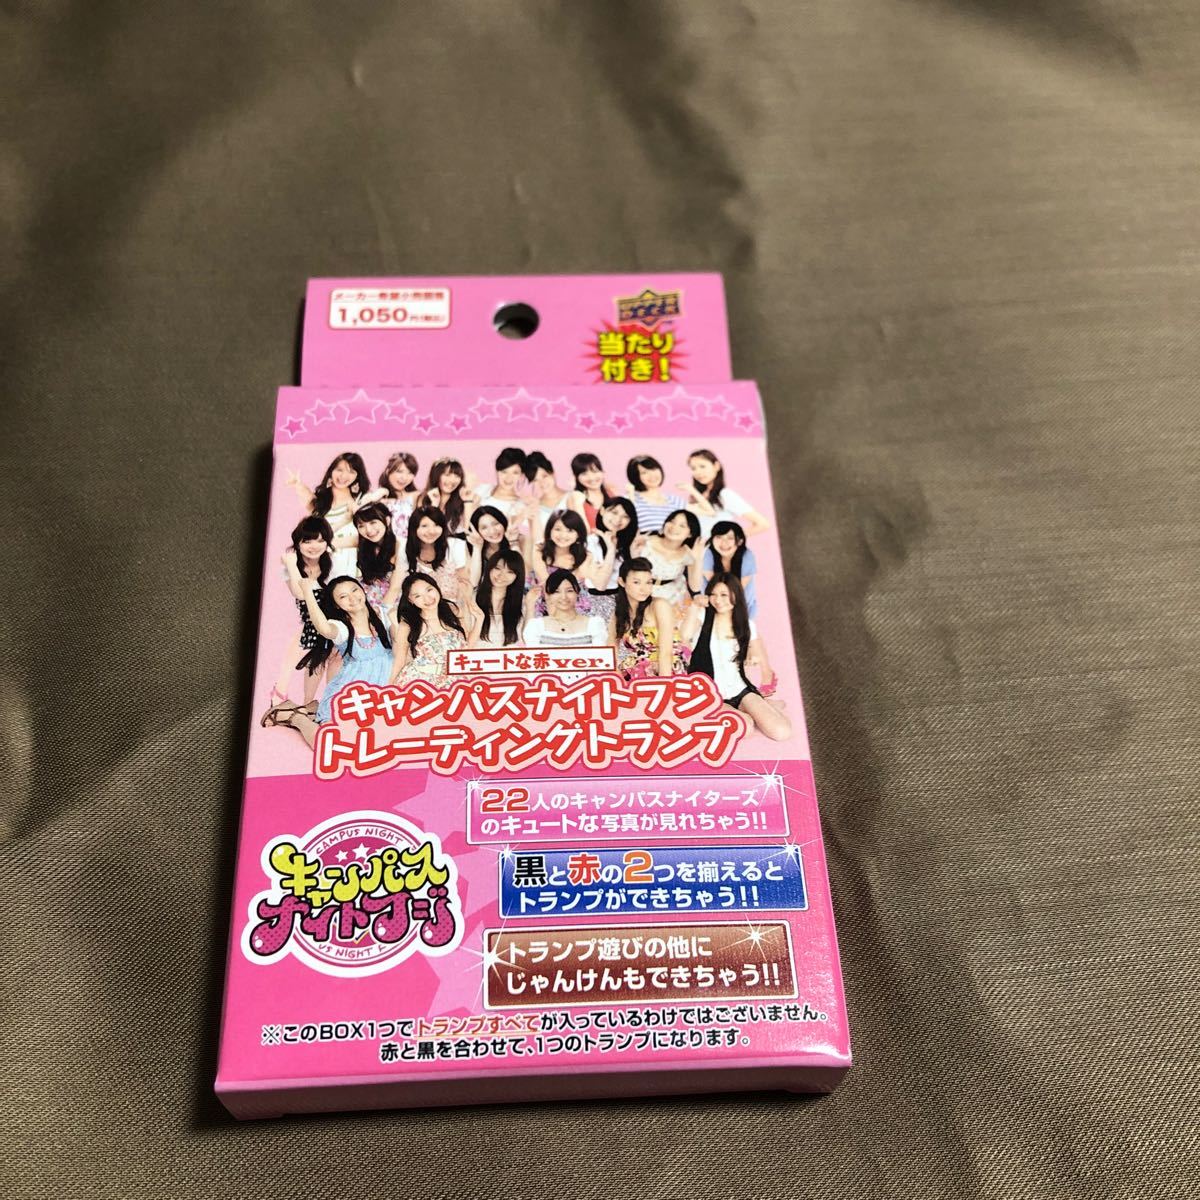 メーカー希望小売価格
1,050円(税込)
UPPER
DECK
当たり
付き!
キュートな赤ver.
キャンパスナイトフジ
トレーディングトランプ
22人のキャンパスナイターズ
のキュートな写真が見れちゃう!!
黒と赤の2つを揃えると
トランプができちゃう!!
トランプ遊びの他に
じゃんけんもできちゃう!!
CAMPUS NIGHT
キャンパス
ナイトフジ
US NIGHT F
※このBOX1つでトランプすべてが入っているわけではございません。
赤と黒を合わせて、1つのトランプになります。